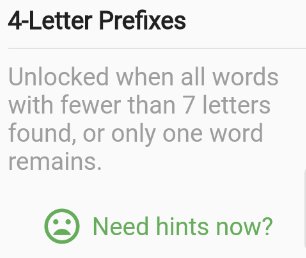 4-Letter Prefixes
Unlocked when all words
with fewer than 7 letters
found, or only one word
remains.
Need hints now?